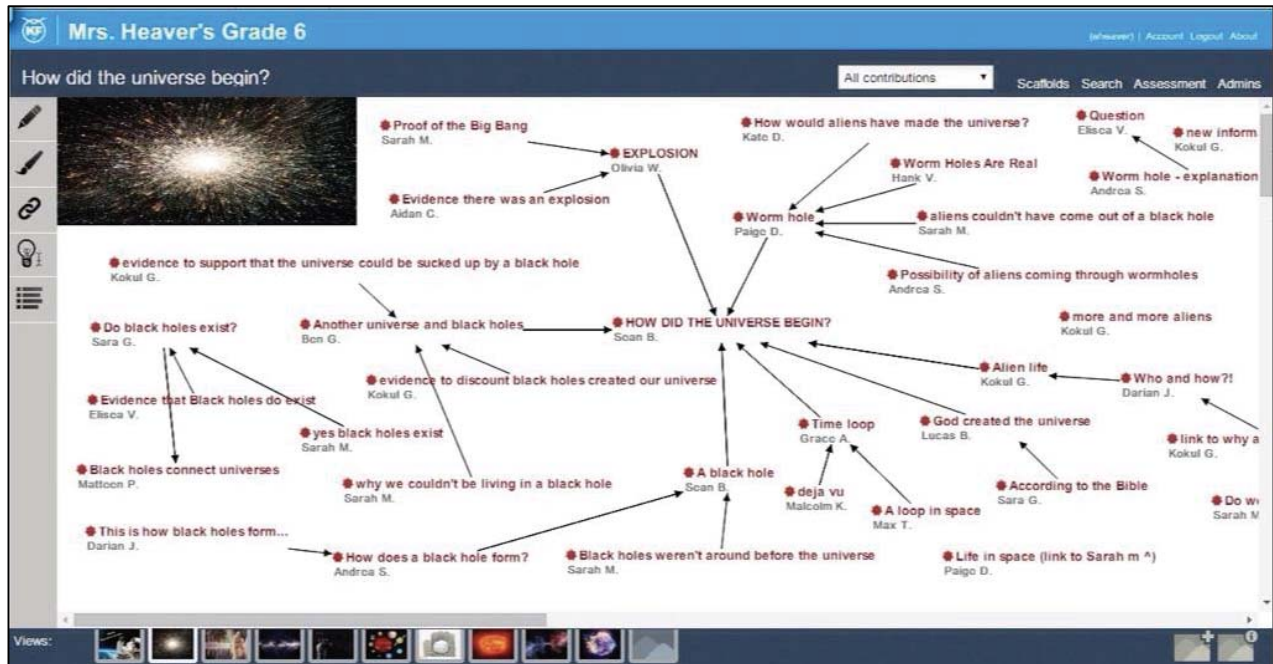 KF
Mrs. Heaver's Grade 6
(aheaver) | Account Logout About
How did the universe begin?
All contributions
Scaffolds Search Assessment Admins
Proof of the Big Bang
Sarah M.
EXPLOSION
Olivia W.
Evidence there was an explosion
Aidan C.
How would aliens have made the universe?
Kate D.
Question
Elisca V.
new inform
Kokul G.
Worm Holes Are Real
Hank V.
Worm hole - explanation
Andrea S.
Worm hole
Paige D.
aliens couldn't have come out of a black hole
Sarah M.
evidence to support that the universe could be sucked up by a black hole
Kokul G.
Possibility of aliens coming through wormholes
Andrea S.
Do black holes exist?
Sara G.
Another universe and black holes
Ben G.
HOW DID THE UNIVERSE BEGIN?
Sean B.
more and more aliens
Kokul G.
evidence to discount black holes created our universe
Kokul G.
Alien life
Kokul G.
Who and how?!
Darian J.
Evidence that Black holes do exist
Elisca V.
yes black holes exist
Sarah M.
Time loop
Grace A.
God created the universe
Lucas B.
link to why a
Kokul G.
Black holes connect universes
Matteen P.
why we couldn't be living in a black hole
Sarah M.
A black hole
Sean B.
deja vu
Malcolm K.
A loop in space
Max T.
According to the Bible
Sara G.
Do we
Sarah M
This is how black holes form...
Darian J.
How does a black hole form?
Andrea S.
Black holes weren't around before the universe
Sarah M.
Life in space (link to Sarah m ^)
Paige D.
Views: